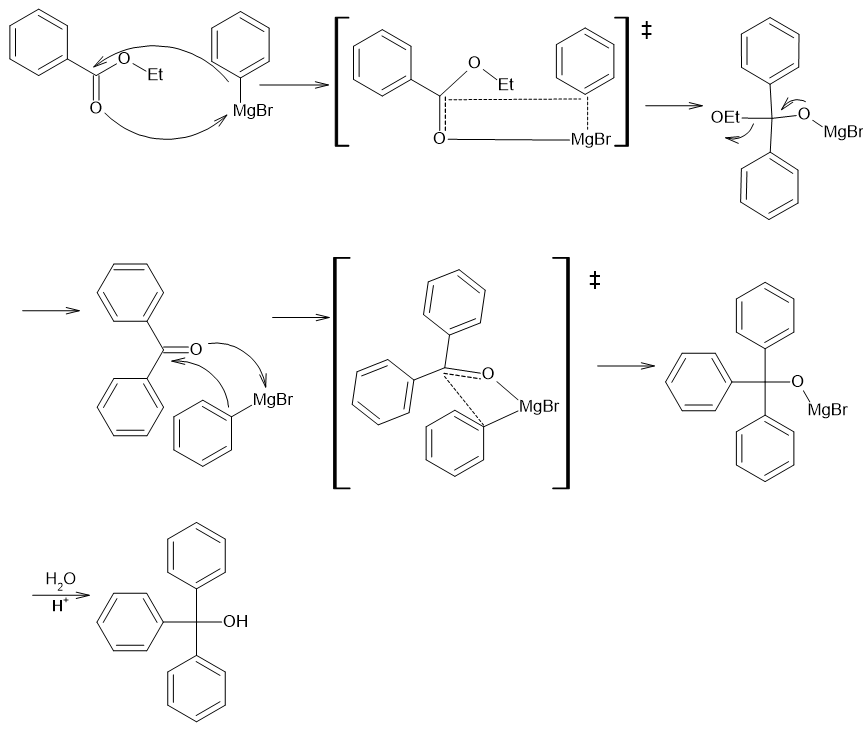 O Et O MgBr
O Et O MgBr ‡
OEt O MgBr
O MgBr
O MgBr ‡
O MgBr
H₂O
H⁺
OH